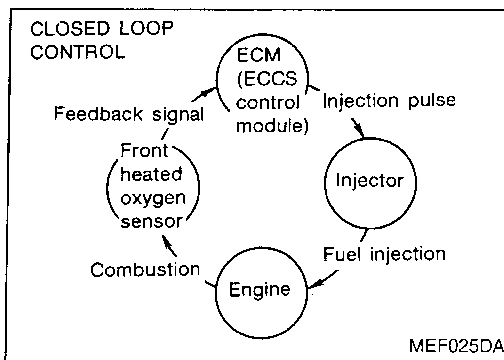 CLOSED LOOP
CONTROL
ECM
(ECCS
control
module)
Feedback signal
Injection pulse
Front
heated
oxygen
sensor
Injector
Combustion
Fuel injection
Engine
MEF025DA